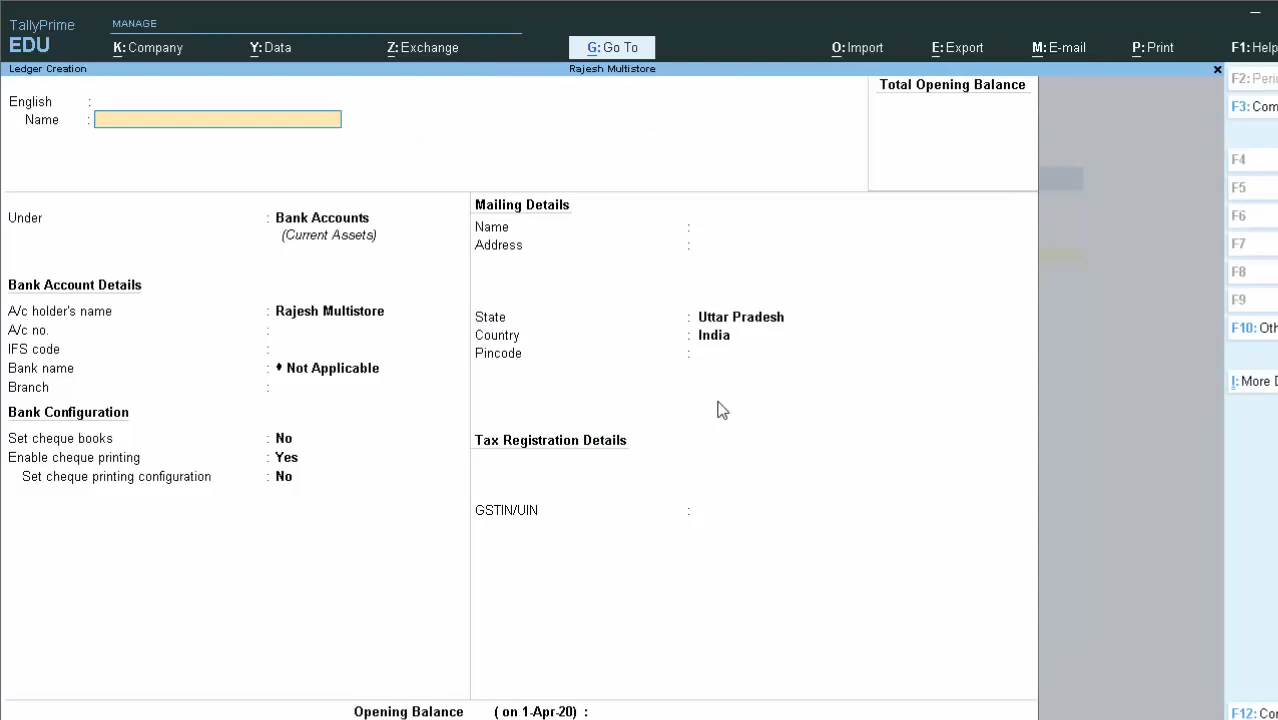 TallyPrime
EDU
MANAGE
K:Company
Y:Data
Z:Exchange
G:Go To
O:Import
E:Export
M:E-mail
P:Print
F1:Help
Ledger Creation
Rajesh Multistore
x
English :
Name :
Total Opening Balance
Under : Bank Accounts
(Current Assets)
Bank Account Details
A/c holder's name : Rajesh Multistore
A/c no. :
IFS code :
Bank name : ♦ Not Applicable
Branch :
Bank Configuration
Set cheque books : No
Enable cheque printing : Yes
Set cheque printing configuration : No
Mailing Details
Name :
Address :
State : Uttar Pradesh
Country : India
Pincode :
Tax Registration Details
GSTIN/UIN :
Opening Balance ( on 1-Apr-20) :
F2: Peri
F3: Com
F4
F5
F6
F7
F8
F9
F10: Oth
I:More D
F12: Co